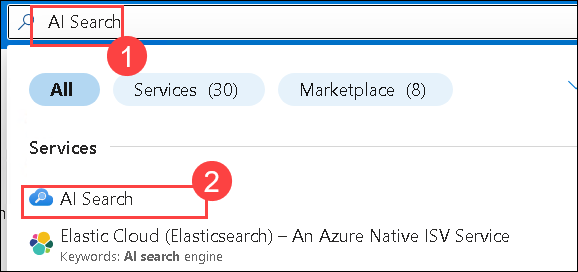 AI Search
1
All
Services (30)
Marketplace (8)
Services
2
AI Search
Elastic Cloud (Elasticsearch) – An Azure Native ISV Service
Keywords: AI search engine